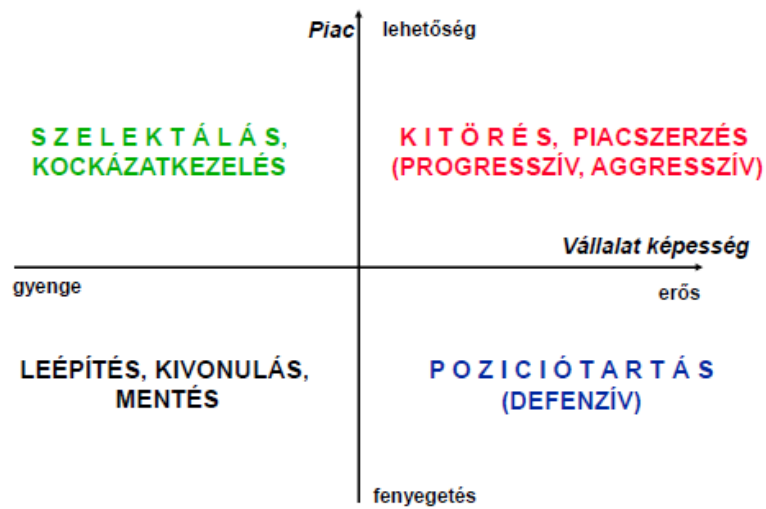 Piac lehetőség
S Z E L E K T Á L Á S,
KOCKÁZATKEZELÉS
K I T Ö R É S, PIACSZERZÉS
(PROGRESSZÍV, AGGRESSZÍV)
Vállalat képesség
gyenge
erős
LEÉPÍTÉS, KIVONULÁS,
MENTÉS
P O Z I C I Ó T A R T Á S
(DEFENZÍV)
fenyegetés